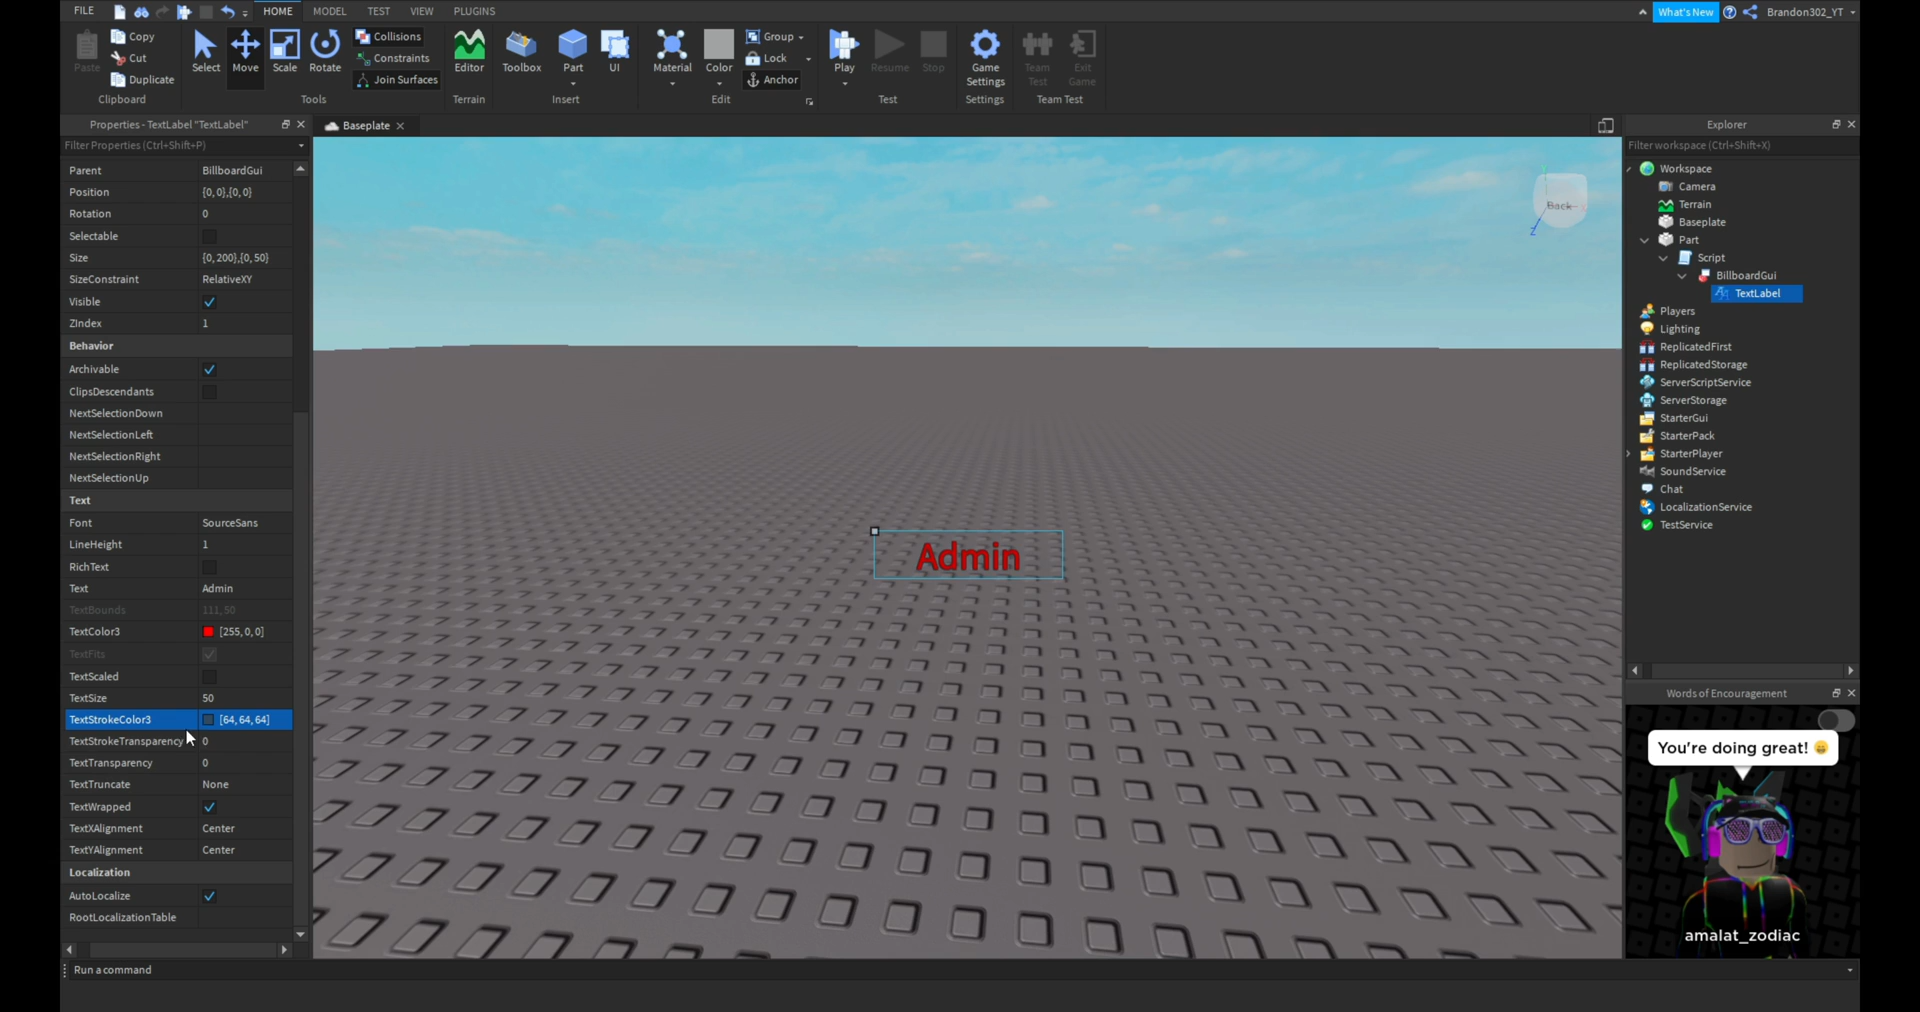 FILE HOME MODEL TEST VIEW PLUGINS What's New Brandon302_YT
Paste Copy Cut Duplicate
Clipboard
Select Move Scale Rotate Collisions Constraints Join Surfaces
Tools
Editor
Terrain
Toolbox Part UI
Insert
Material Color Group Lock Anchor
Edit
Play Resume Stop
Test
Game Settings
Settings
Team Test Exit Game
Team Test
Properties - TextLabel "TextLabel"
Filter Properties (Ctrl+Shift+P)
Parent BillboardGui
Position {0, 0},{0, 0}
Rotation 0
Selectable
Size {0, 200},{0, 50}
SizeConstraint RelativeXY
Visible
ZIndex 1
Behavior
Archivable
ClipsDescendants
NextSelectionDown
NextSelectionLeft
NextSelectionRight
NextSelectionUp
Text
Font SourceSans
LineHeight 1
RichText
Text Admin
TextBounds 111, 50
TextColor3 [255, 0, 0]
TextFits
TextScaled
TextSize 50
TextStrokeColor3 [64, 64, 64]
TextStrokeTransparency 0
TextTransparency 0
TextTruncate None
TextWrapped
TextXAlignment Center
TextYAlignment Center
Localization
AutoLocalize
RootLocalizationTable
Run a command
Baseplate
Back
Z
Admin
Explorer
Filter workspace (Ctrl+Shift+X)
Workspace
Camera
Terrain
Baseplate
Part
Script
BillboardGui
TextLabel
Players
Lighting
ReplicatedFirst
ReplicatedStorage
ServerScriptService
ServerStorage
StarterGui
StarterPack
StarterPlayer
SoundService
Chat
LocalizationService
TestService
Words of Encouragement
You're doing great! 😄
amalat_zodiac